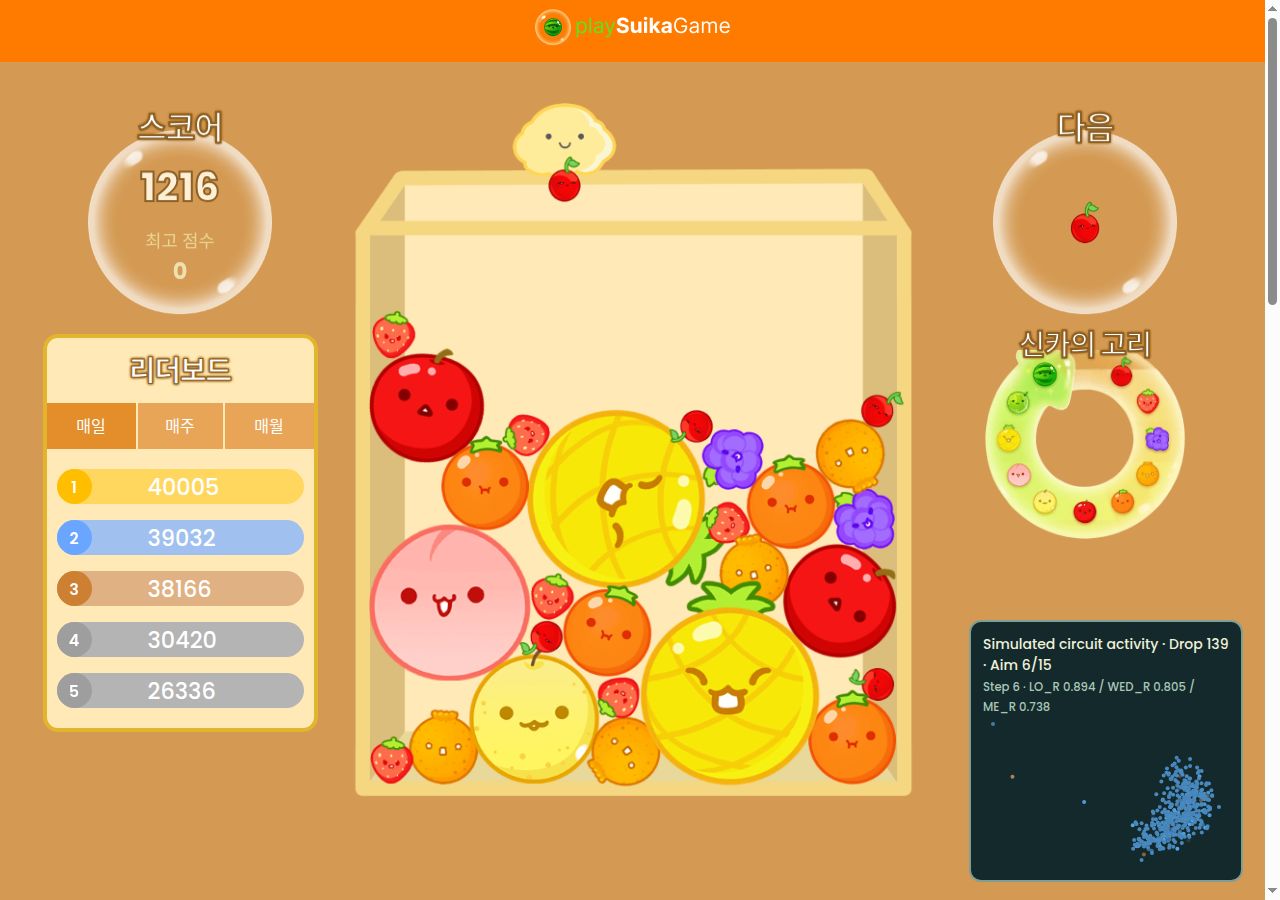 playSuikaGame
스코어
1216
최고 점수
0
리더보드
매일 매주 매월
1 40005
2 39032
3 38166
4 30420
5 26336
다음
신카의 고리
Simulated circuit activity · Drop 139
· Aim 6/15
Step 6 · LO_R 0.894 / WED_R 0.805 /
ME_R 0.738